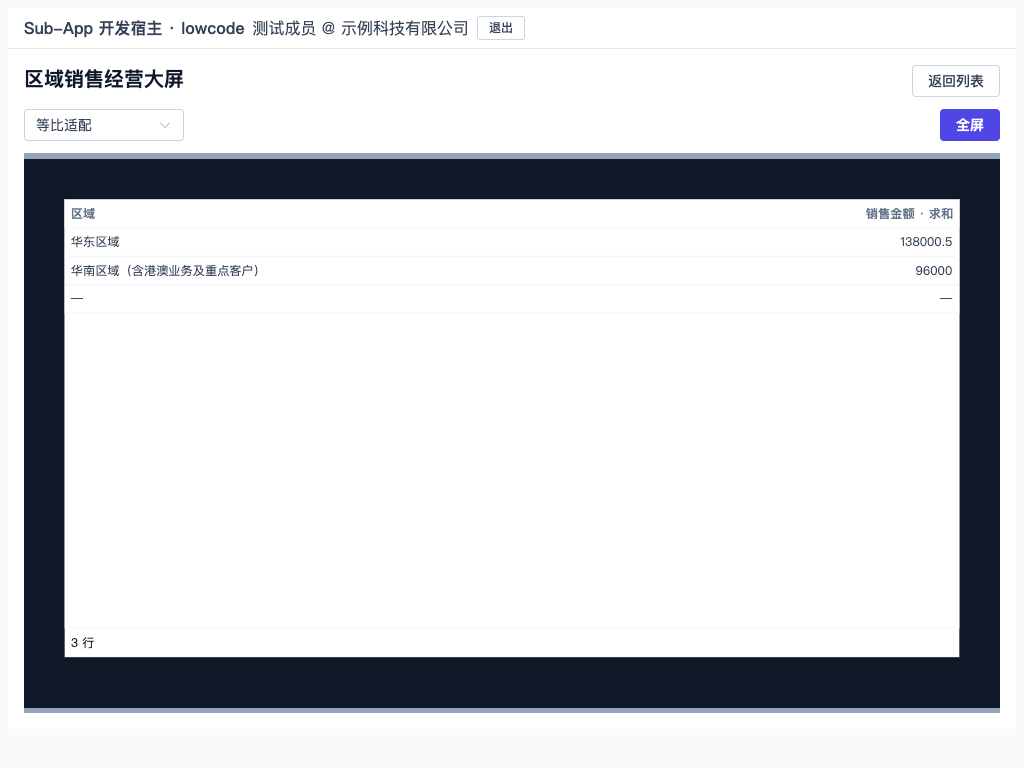 Sub-App 开发宿主 · lowcode 测试成员 @ 示例科技有限公司 退出
区域销售经营大屏 返回列表
等比适配 全屏
区域 销售金额 · 求和
华东区域 138000.5
华南区域（含港澳业务及重点客户） 96000
— —
3 行